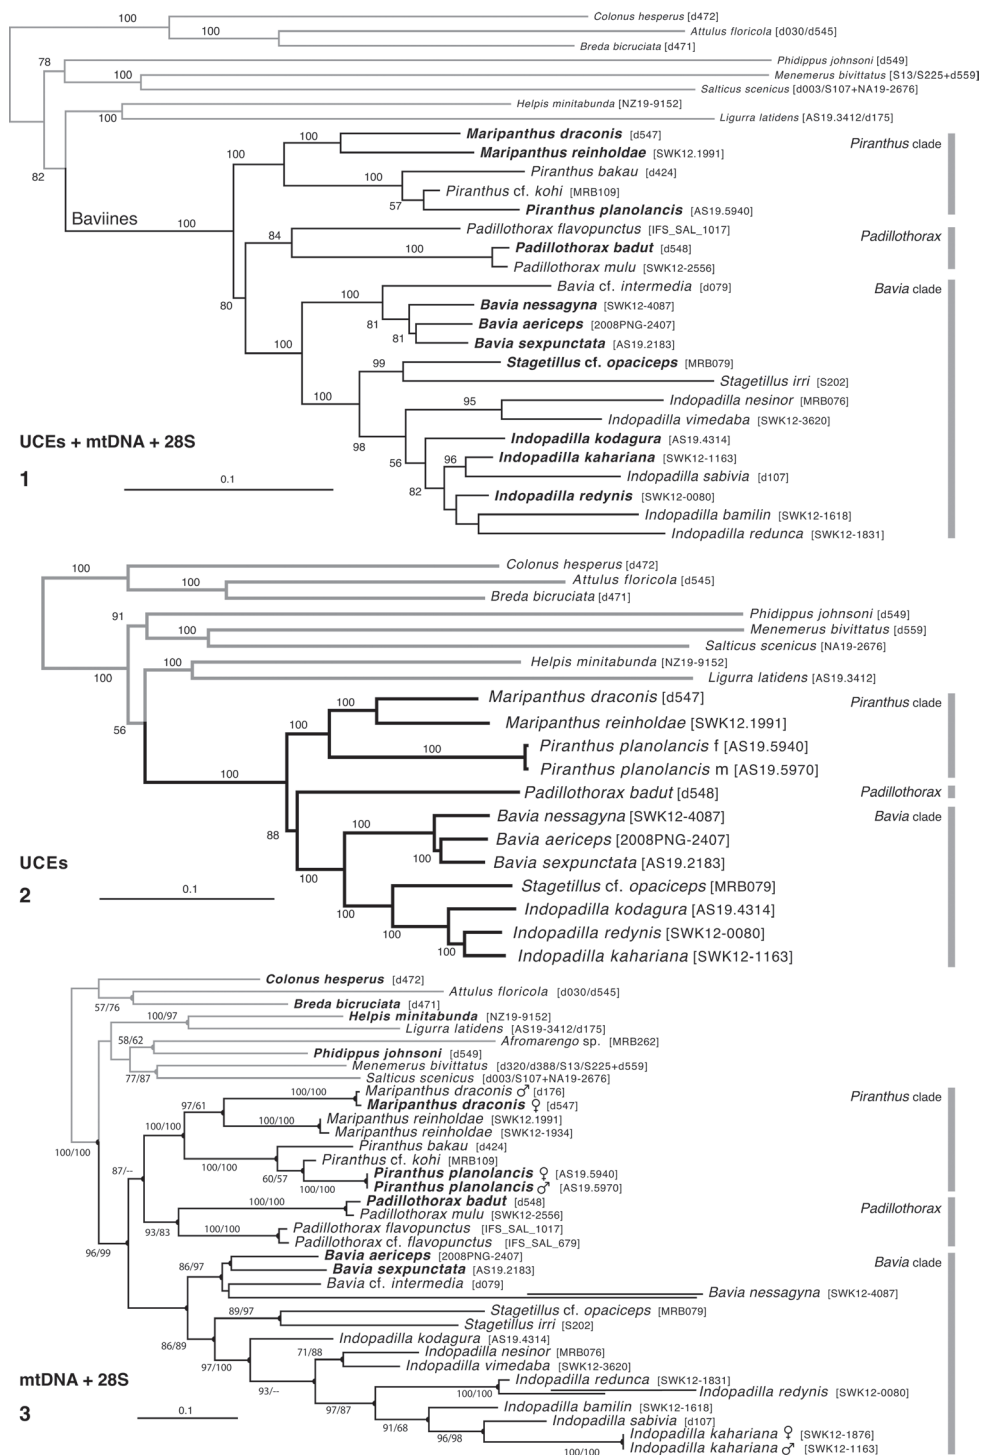 100
Colonus hesperus [d472]
100
Attulus floricola [d030/d545]
Breda bicruciata [d471]
78
Phidippus johnsoni [d549]
100
Menemerus bivittatus [S13/S225+d559]
Salticus scenicus [d003/S107+NA19-2676]
100
Helpis minitabunda [NZ19-9152]
Ligurra latidens [AS19.3412/d175]
82
Baviines
100
100
100
Maripanthus draconis [d547]
Maripanthus reinholdae [SWK12.1991]
Piranthus clade
100
Piranthus bakau [d424]
57
Piranthus cf. kohi [MRB109]
Piranthus planolancis [AS19.5940]
84
Padillothorax flavopunctus [IFS_SAL_1017]
Padillothorax
100
Padillothorax badut [d548]
Padillothorax mulu [SWK12-2556]
80
100
100
Bavia cf. intermedia [d079]
Bavia clade
81
Bavia nessagyna [SWK12-4087]
81
Bavia aericeps [2008PNG-2407]
Bavia sexpunctata [AS19.2183]
100
99
Stagetillus cf. opaciceps [MRB079]
Stagetillus irri [S202]
98
95
Indopadilla nesinor [MRB076]
Indopadilla vimedaba [SWK12-3620]
56
Indopadilla kodagura [AS19.4314]
82
96
Indopadilla kahariana [SWK12-1163]
Indopadilla sabivia [d107]
Indopadilla redynis [SWK12-0080]
Indopadilla bamilin [SWK12-1618]
Indopadilla redunca [SWK12-1831]
UCEs + mtDNA + 28S
1
0.1
100
Colonus hesperus [d472]
100
Attulus floricola [d545]
Breda bicruciata [d471]
91
Phidippus johnsoni [d549]
100
Menemerus bivittatus [d559]
Salticus scenicus [NA19-2676]
100
100
Helpis minitabunda [NZ19-9152]
Ligurra latidens [AS19.3412]
56
100
100
100
Maripanthus draconis [d547]
Maripanthus reinholdae [SWK12.1991]
Piranthus clade
100
Piranthus planolancis f [AS19.5940]
Piranthus planolancis m [AS19.5970]
88
Padillothorax badut [d548]
Padillothorax
100
100
Bavia nessagyna [SWK12-4087]
Bavia clade
100
Bavia aericeps [2008PNG-2407]
Bavia sexpunctata [AS19.2183]
100
Stagetillus cf. opaciceps [MRB079]
100
Indopadilla kodagura [AS19.4314]
100
Indopadilla redynis [SWK12-0080]
Indopadilla kahariana [SWK12-1163]
UCEs
2
0.1
Colonus hesperus [d472]
57/76
Attulus floricola [d030/d545]
Breda bicruciata [d471]
100/97
Helpis minitabunda [NZ19-9152]
Ligurra latidens [AS19-3412/d175]
58/62
Afromarengo sp. [MRB262]
Phidippus johnsoni [d549]
77/87
Menemerus bivittatus [d320/d388/S13/S225+d559]
Salticus scenicus [d003/S107+NA19-2676]
100/100
97/61
100/100
Maripanthus draconis ♂ [d176]
Maripanthus draconis ♀ [d547]
Piranthus clade
100/100
100/100
Maripanthus reinholdae [SWK12.1991]
Maripanthus reinholdae [SWK12-1934]
100/100
Piranthus bakau [d424]
60/57
Piranthus cf. kohi [MRB109]
100/100
Piranthus planolancis ♀ [AS19.5940]
Piranthus planolancis ♂ [AS19.5970]
87/--
93/83
100/100
Padillothorax badut [d548]
Padillothorax mulu [SWK12-2556]
Padillothorax
100/100
Padillothorax flavopunctus [IFS_SAL_1017]
Padillothorax cf. flavopunctus [IFS_SAL_679]
96/99
86/97
Bavia aericeps [2008PNG-2407]
Bavia clade
Bavia sexpunctata [AS19.2183]
Bavia cf. intermedia [d079]
Bavia nessagyna [SWK12-4087]
86/89
89/97
Stagetillus cf. opaciceps [MRB079]
Stagetillus irri [S202]
97/100
Indopadilla kodagura [AS19.4314]
93/--
71/88
Indopadilla nesinor [MRB076]
Indopadilla vimedaba [SWK12-3620]
97/87
100/100
Indopadilla redunca [SWK12-1831]
Indopadilla redynis [SWK12-0080]
91/68
Indopadilla bamilin [SWK12-1618]
96/98
Indopadilla sabivia [d107]
100/100
Indopadilla kahariana ♀ [SWK12-1876]
Indopadilla kahariana ♂ [SWK12-1163]
mtDNA + 28S
3
0.1